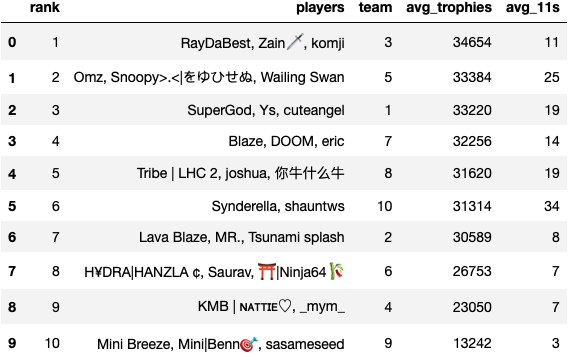 rank players team avg_trophies avg_11s
0 1 RayDaBest, Zain🗡️, komji 3 34654 11
1 2 Omz, Snoopy>.<|をゆひせぬ, Wailing Swan 5 33384 25
2 3 SuperGod, Ys, cuteangel 1 33220 19
3 4 Blaze, DOOM, eric 7 32256 14
4 5 Tribe | LHC 2, joshua, 你牛什么牛 8 31620 19
5 6 Synderella, shauntws 10 31314 34
6 7 Lava Blaze, MR., Tsunami splash 2 30589 8
7 8 H¥DRA|HANZLA ¢, Saurav, ⛩️|Ninja64🎋 6 26753 7
8 9 KMB | ɴᴀᴛᴛɪᴇ♡, _mym_ 4 23050 7
9 10 Mini Breeze, Mini|Benn🎯, sasameseed 9 13242 3